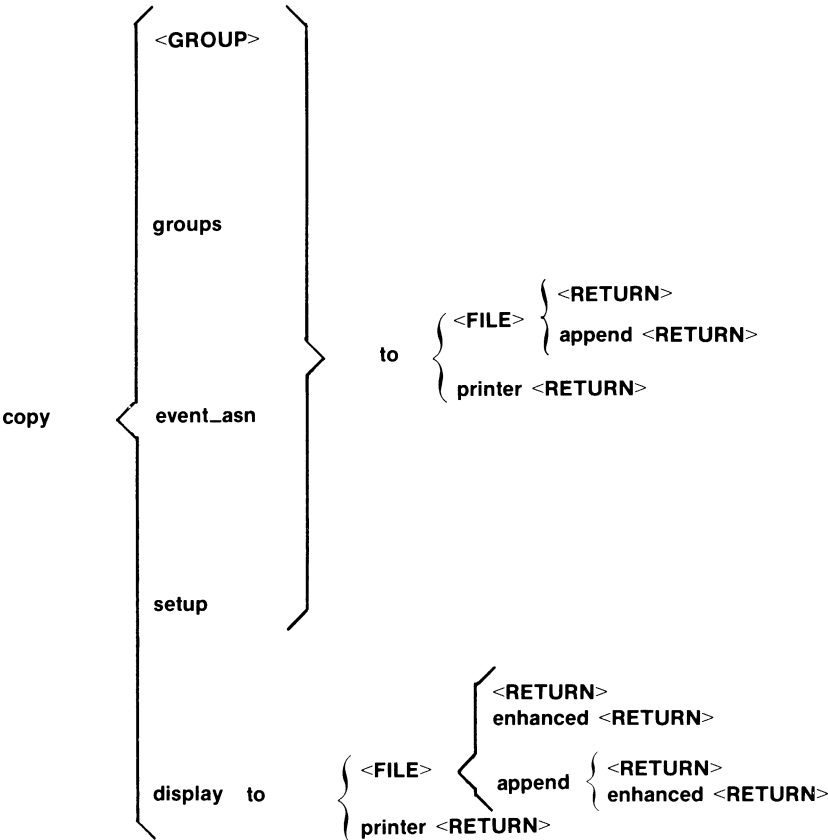 <GROUP>
groups
<RETURN>
<FILE>
append <RETURN>
to
printer <RETURN>
copy
event_asn
setup
<RETURN>
enhanced <RETURN>
<FILE>
append
<RETURN>
enhanced <RETURN>
display to
printer <RETURN>